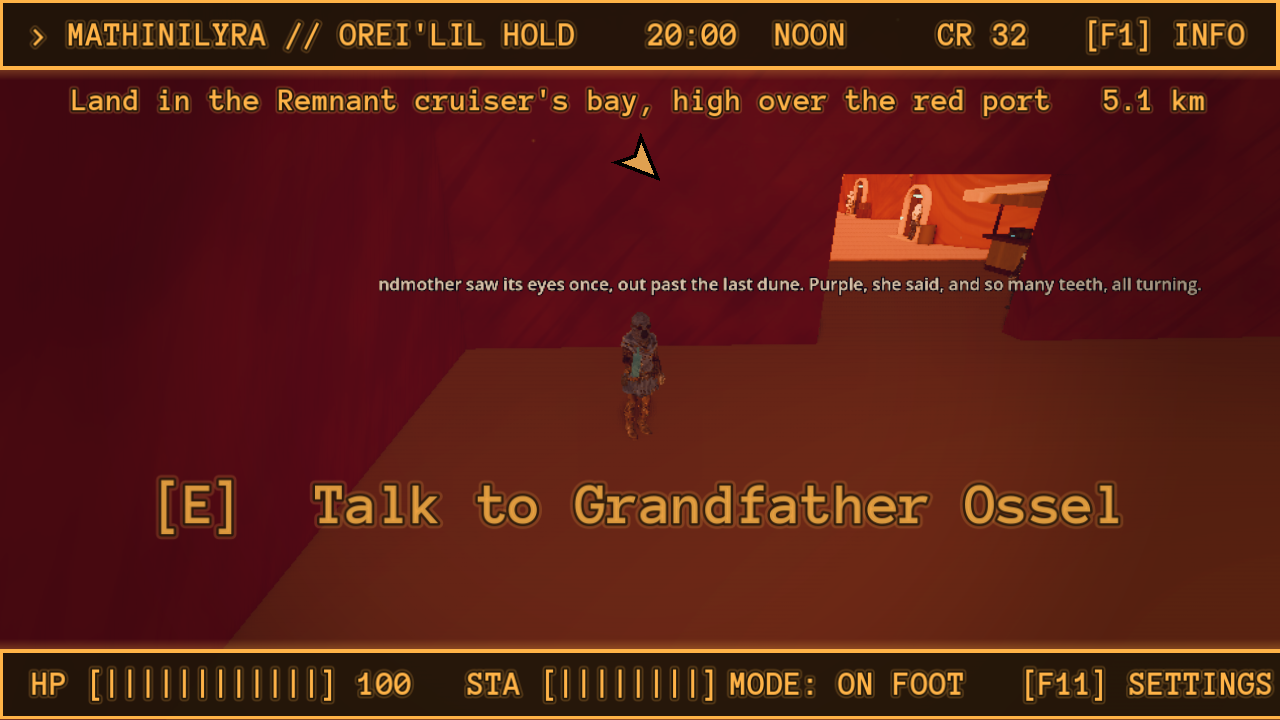 > MATHINILYRA // OREI'LIL HOLD 20:00 NOON CR 32 [F1] INFO
Land in the Remnant cruiser's bay, high over the red port 5.1 km
ndmother saw its eyes once, out past the last dune. Purple, she said, and so many teeth, all turning.
[E] Talk to Grandfather Ossel
HP [||||||||||||] 100 STA [||||||||] MODE: ON FOOT [F11] SETTINGS